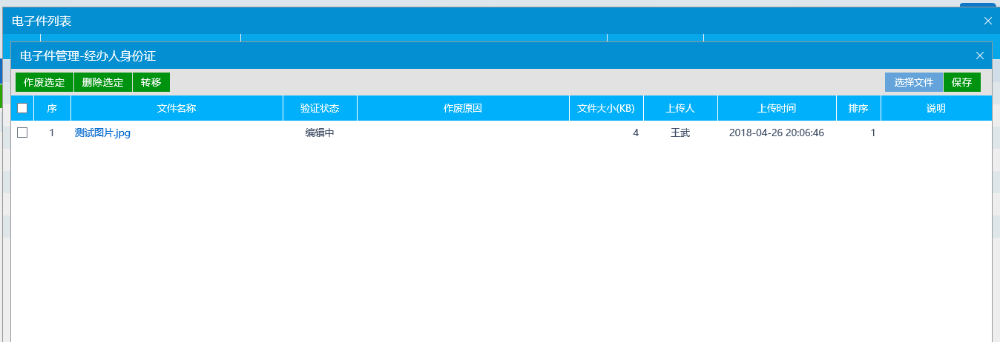 电子件列表
电子件管理-经办人身份证
作废选定 删除选定 转移 选择文件 保存
序 文件名称 验证状态 作废原因 文件大小(KB) 上传人 上传时间 排序 说明
1 测试图片.jpg 编辑中 4 王武 2018-04-26 20:06:46 1